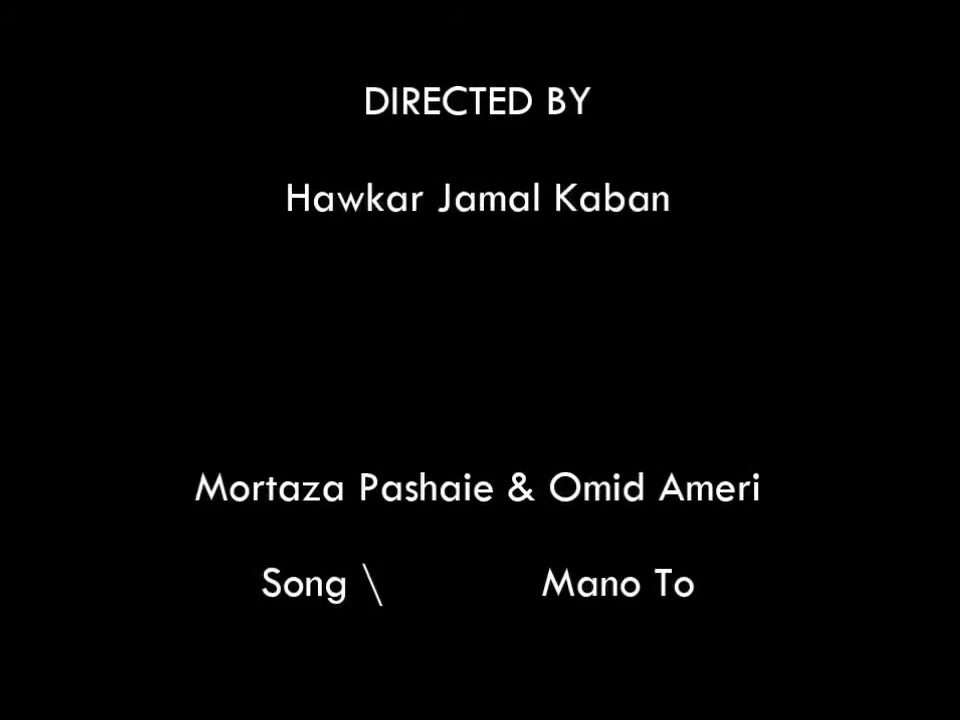 DIRECTED BY
Hawkar Jamal Kaban
Mortaza Pashaie & Omid Ameri
Song \ Mano To